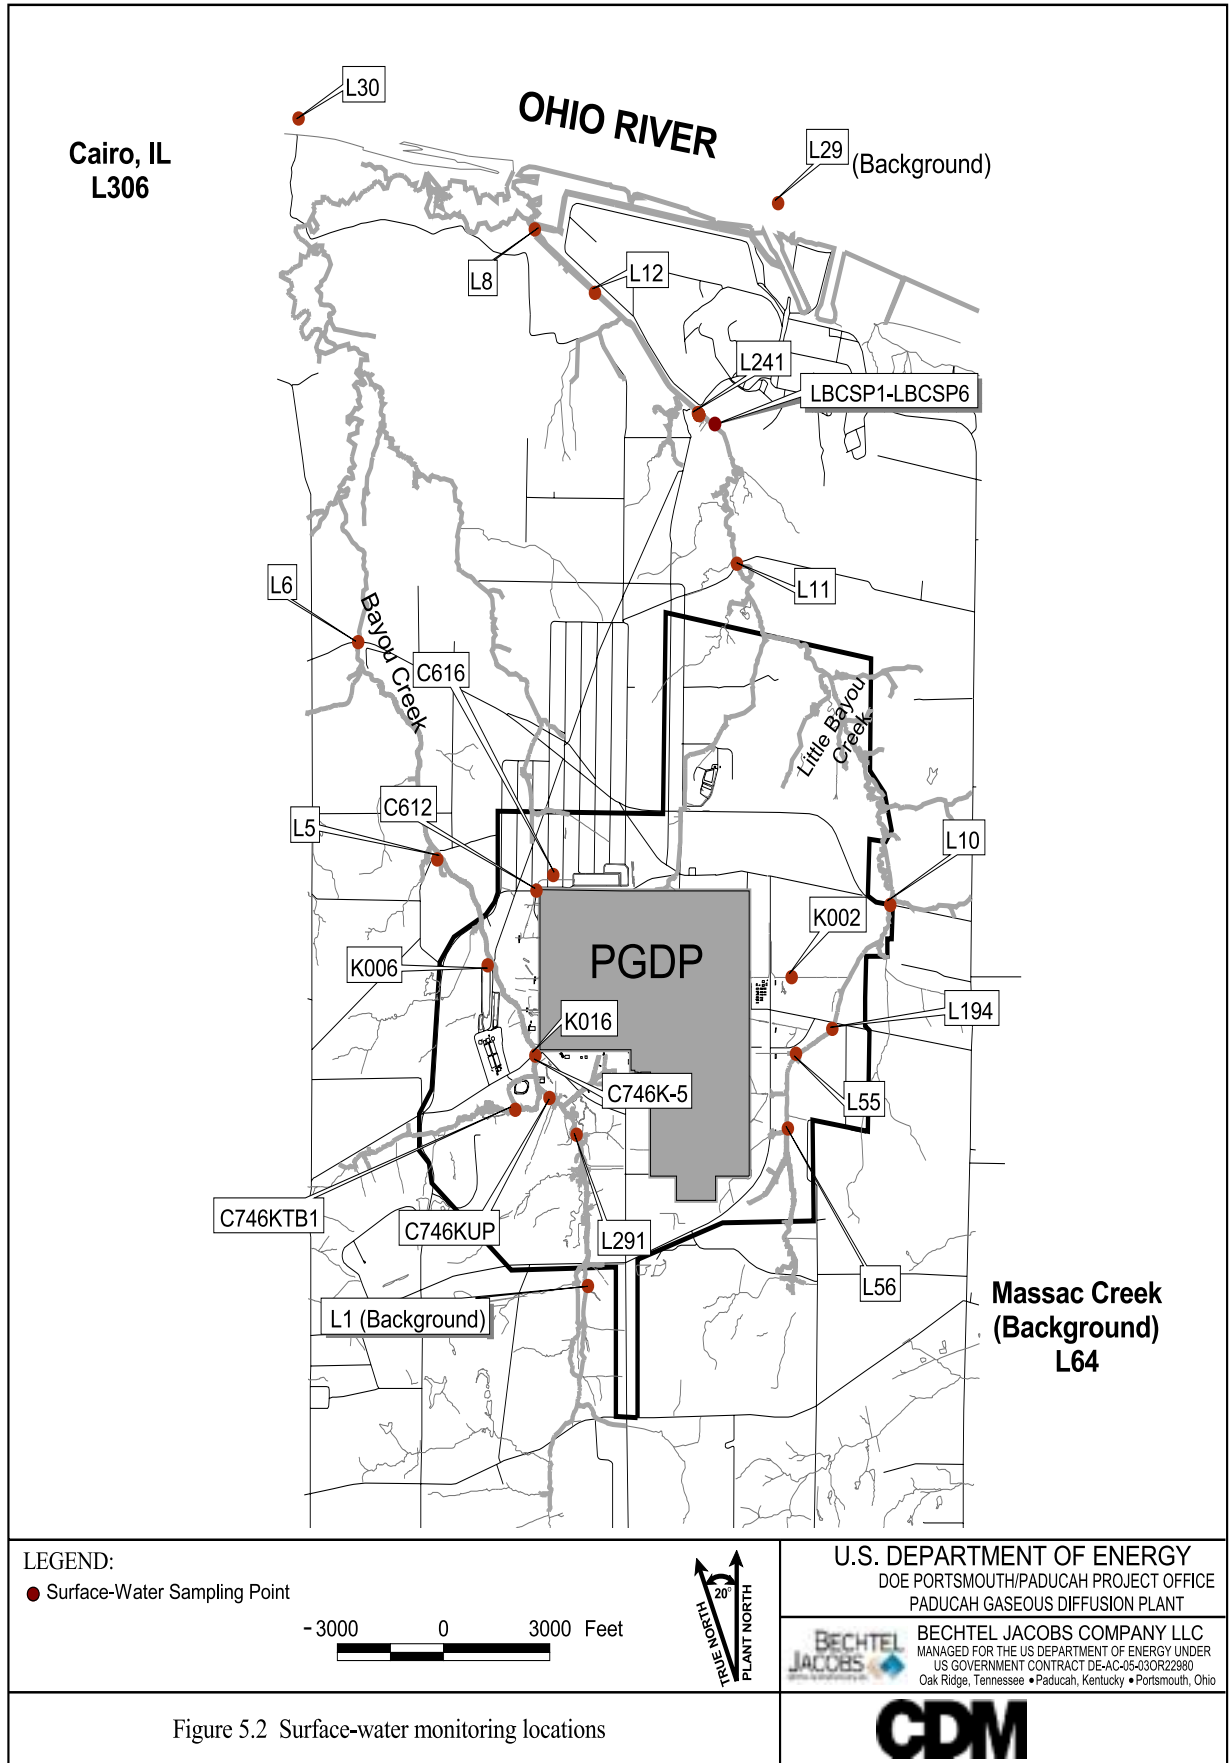 L30
OHIO RIVER
Cairo, IL
L306
L29
(Background)
L8
L12
L241
LBCSP1-LBCSP6
L6
L11
Bayou Creek
C616
Little Bayou
Creek
C612
L5
L10
K002
PGDP
K006
K016
L194
C746K-5
L55
C746KTB1
C746KUP
L291
L56
L1 (Background)
Massac Creek
(Background)
L64
LEGEND:
Surface-Water Sampling Point
-3000 0 3000 Feet
20°
TRUE NORTH
PLANT NORTH
U.S. DEPARTMENT OF ENERGY
DOE PORTSMOUTH/PADUCAH PROJECT OFFICE
PADUCAH GASEOUS DIFFUSION PLANT
BECHTEL
JACOBS
BECHTEL JACOBS COMPANY LLC
MANAGED FOR THE US DEPARTMENT OF ENERGY UNDER
US GOVERNMENT CONTRACT DE-AC-05-03OR22980
Oak Ridge, Tennessee • Paducah, Kentucky • Portsmouth, Ohio
Figure 5.2 Surface-water monitoring locations
CDM